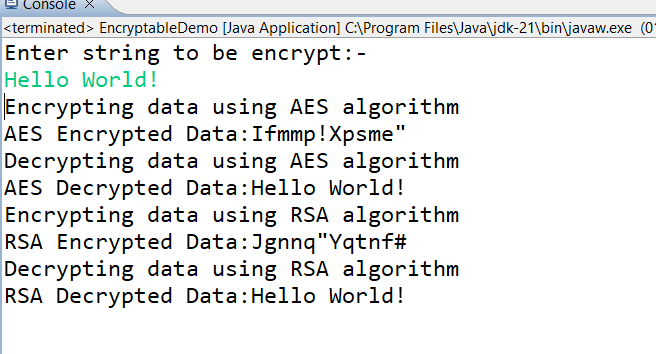 Console
<terminated> EncryptableDemo [Java Application] C:\Program Files\Java\jdk-21\bin\javaw.exe (01
Enter string to be encrypt:-
Hello World!
Encrypting data using AES algorithm
AES Encrypted Data:Ifmmp!Xpsme"
Decrypting data using AES algorithm
AES Decrypted Data:Hello World!
Encrypting data using RSA algorithm
RSA Encrypted Data:Jgnnq"Yqtnf#
Decrypting data using RSA algorithm
RSA Decrypted Data:Hello World!